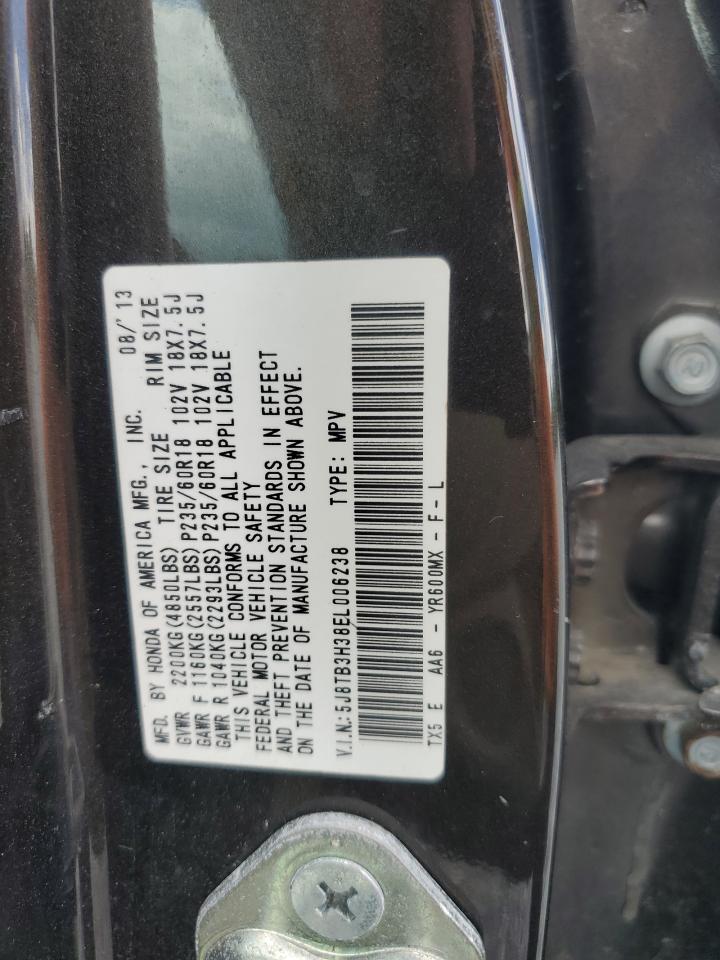 MFD. BY HONDA OF AMERICA MFG., INC. 08/'13
GVWR 2200KG(4850LBS) TIRE SIZE RIM SIZE
GAWR F 1160KG(2557LBS)P235/60R18 102V 18X7.5J
GAWR R 1040KG(2293LBS)P235/60R18 102V 18X7.5J
THIS VEHICLE CONFORMS TO ALL APPLICABLE
FEDERAL MOTOR VEHICLE SAFETY
AND THEFT PREVENTION STANDARDS IN EFFECT
ON THE DATE OF MANUFACTURE SHOWN ABOVE.
V.I.N.:5J8TB3H38EL006238 TYPE: MPV
TX5 E AA6 - YR600MX - F - L